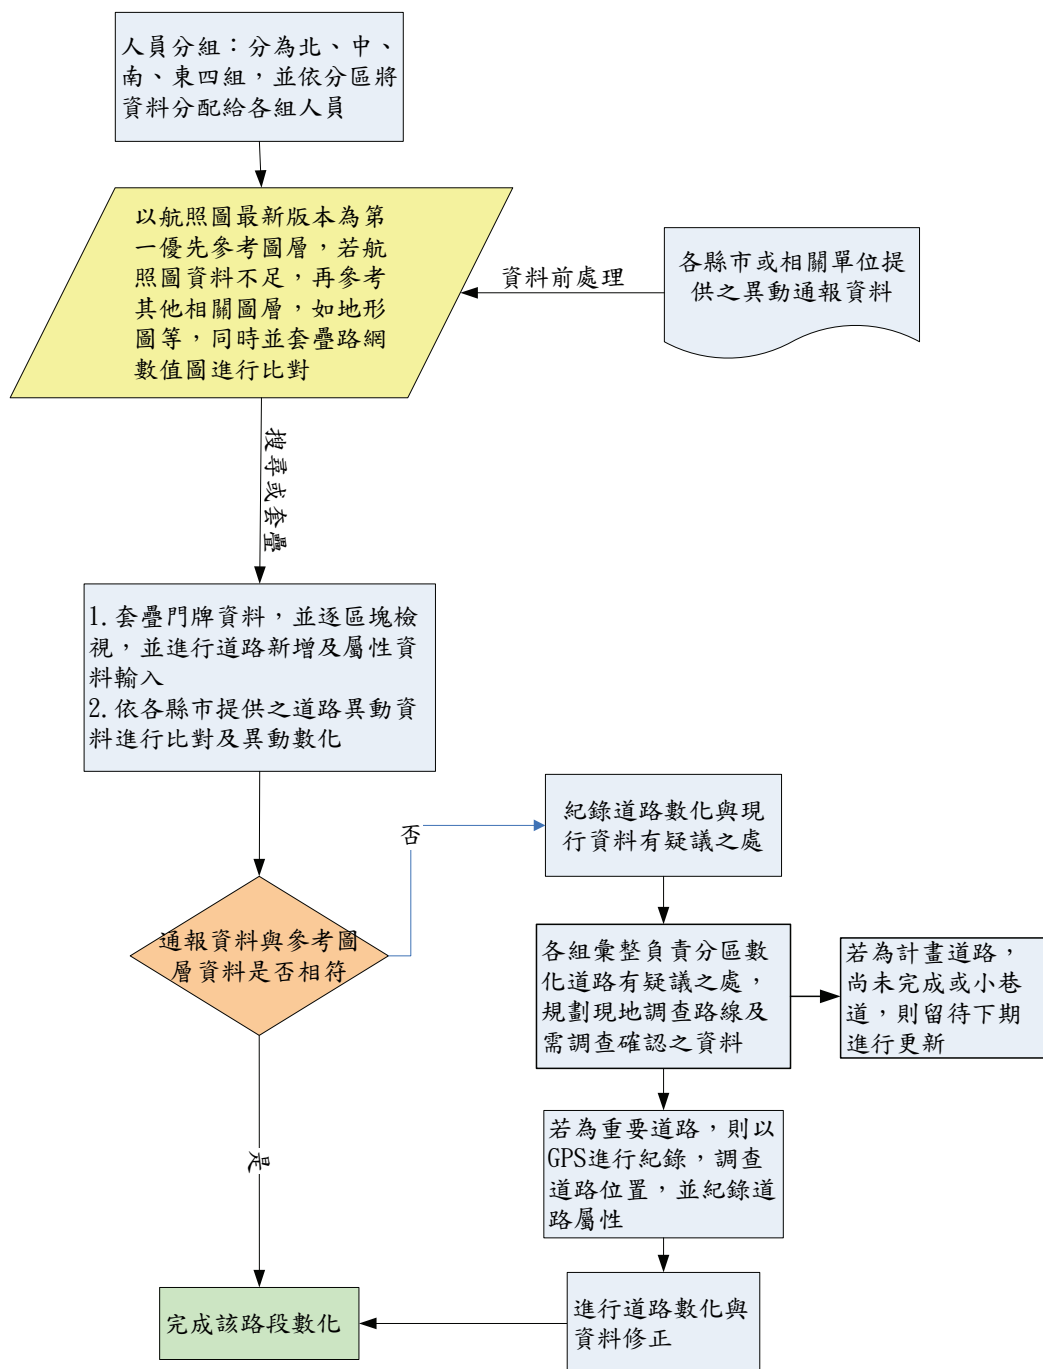 人員分組：分為北、中、
南、東四組，並依分區將
資料分配給各組人員
以航照圖最新版本為第
一優先參考圖層，若航
照圖資料不足，再參考
其他相關圖層，如地形
圖等，同時並套疊路網
數值圖進行比對
資料前處理
各縣市或相關單位提
供之異動通報資料
搜尋或套疊
1.套疊門牌資料，並逐區塊檢
視，並進行道路新增及屬性資
料輸入
2.依各縣市提供之道路異動資
料進行比對及異動數化
否
紀錄道路數化與現
行資料有疑議之處
通報資料與參考圖
層資料是否相符
各組彙整負責分區數
化道路有疑議之處，
規劃現地調查路線及
需調查確認之資料
若為計畫道路，
尚未完成或小巷
道，則留待下期
進行更新
若為重要道路，則以
GPS進行紀錄，調查
道路位置，並紀錄道
路屬性
是
完成該路段數化
進行道路數化與
資料修正